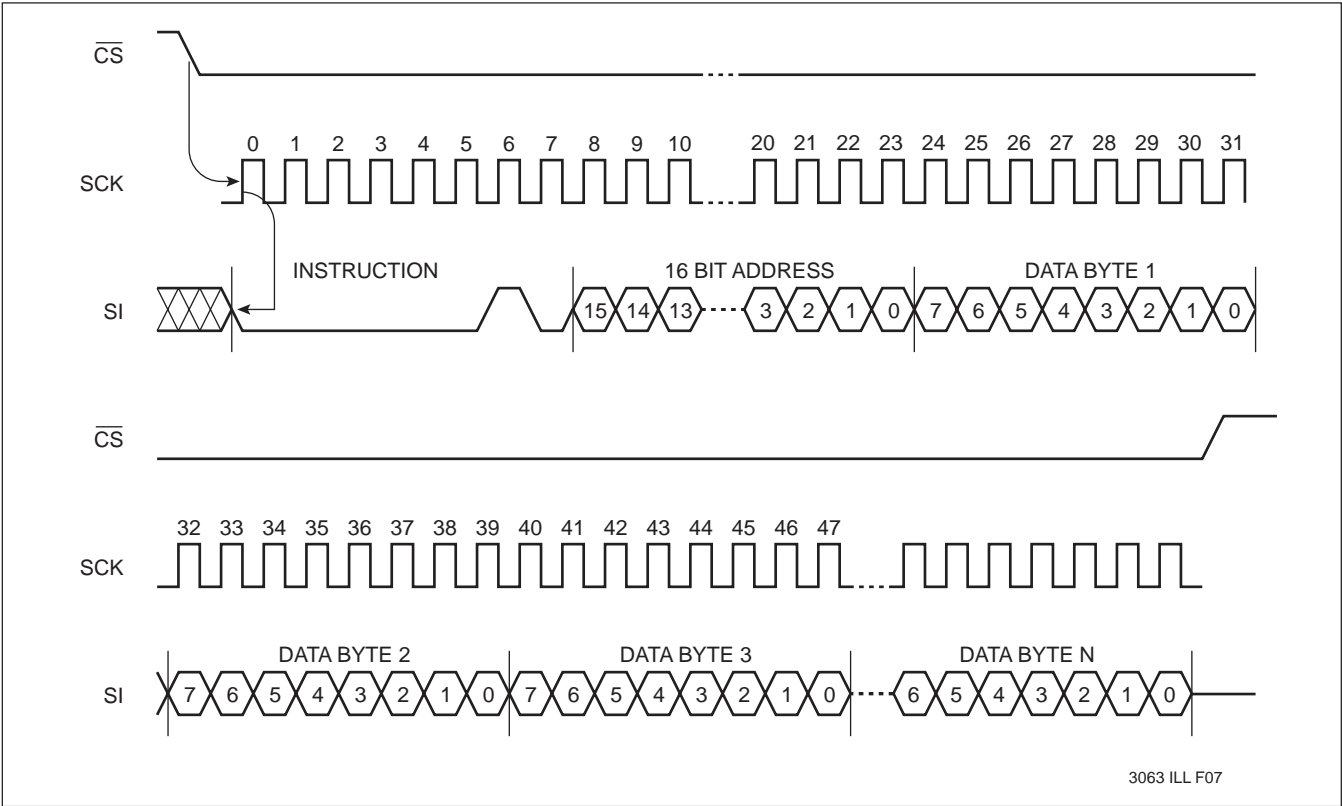 CS
0 1 2 3 4 5 6 7 8 9 10 20 21 22 23 24 25 26 27 28 29 30 31
SCK
INSTRUCTION 16 BIT ADDRESS DATA BYTE 1
SI 15 14 13 3 2 1 0 7 6 5 4 3 2 1 0
CS
32 33 34 35 36 37 38 39 40 41 42 43 44 45 46 47
SCK
DATA BYTE 2 DATA BYTE 3 DATA BYTE N
SI 7 6 5 4 3 2 1 0 7 6 5 4 3 2 1 0 6 5 4 3 2 1 0
3063 ILL F07